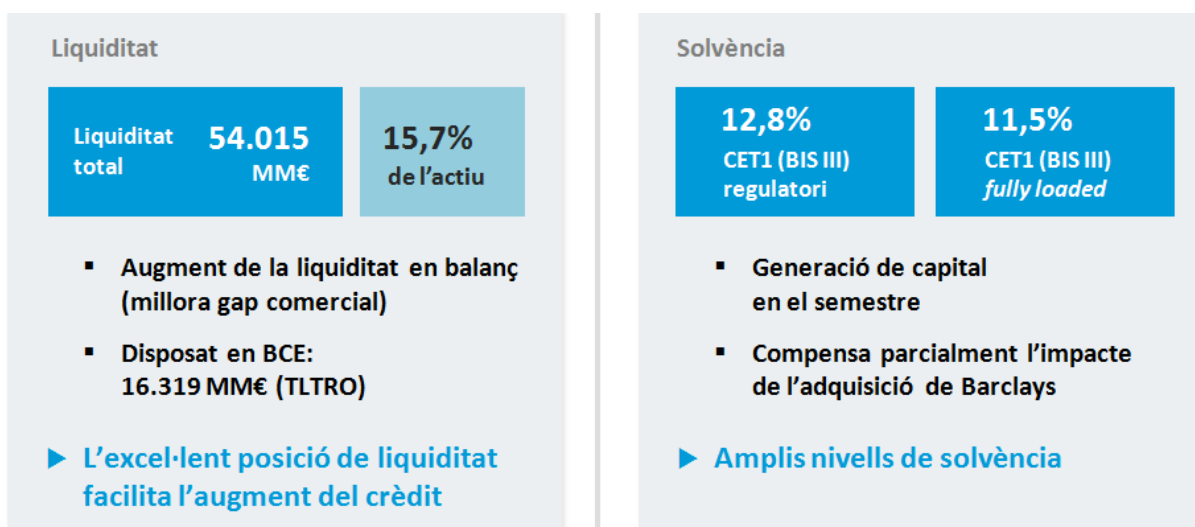 Liquiditat
Liquiditat
total
54.015
MM€
15,7%
de l’actiu
▪ Augment de la liquiditat en balanç
(millora gap comercial)
▪ Disposat en BCE:
16.319 MM€ (TLTRO)
L’excel·lent posició de liquiditat
facilita l’augment del crèdit
Solvència
12,8%
CET1 (BIS III)
regulatori
11,5%
CET1 (BIS III)
fully loaded
▪ Generació de capital
en el semestre
▪ Compensa parcialment l’impacte
de l’adquisició de Barclays
Amplis nivells de solvència